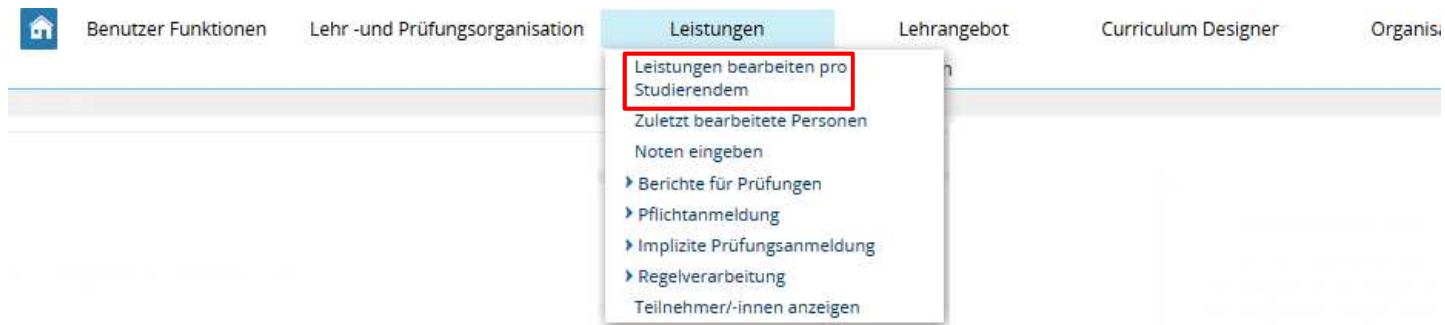 Benutzer Funktionen Lehr -und Prüfungsorganisation Leistungen Lehrangebot Curriculum Designer Organisa
Leistungen bearbeiten pro
Studierendem
Zuletzt bearbeitete Personen
Noten eingeben
Berichte für Prüfungen
Pflichtanmeldung
Implizite Prüfungsanmeldung
Regelverarbeitung
Teilnehmer/-innen anzeigen